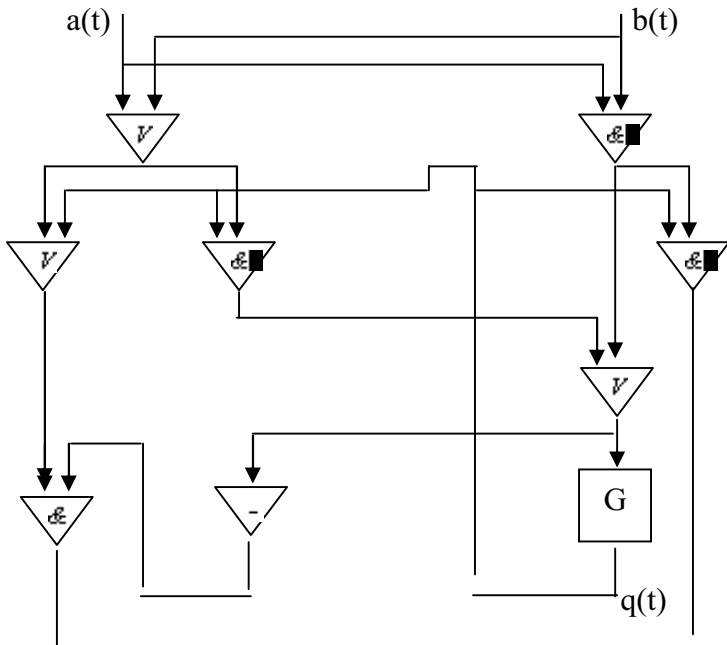 a(t) b(t)
V &
V & &
V
& - G
q(t)